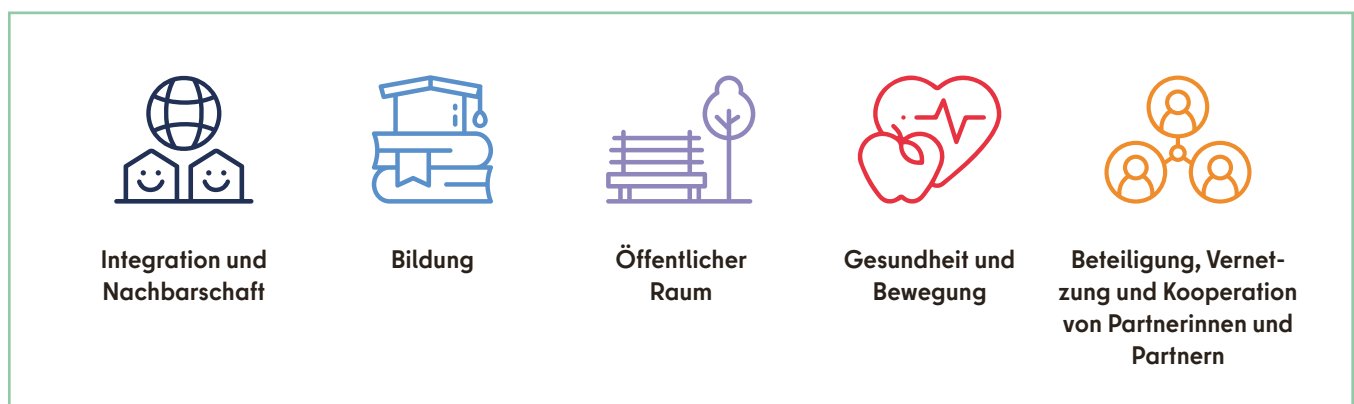 Integration und
Nachbarschaft
Bildung
Öffentlicher
Raum
Gesundheit und
Bewegung
Beteiligung, Vernet-
zung und Kooperation
von Partnerinnen und
Partnern